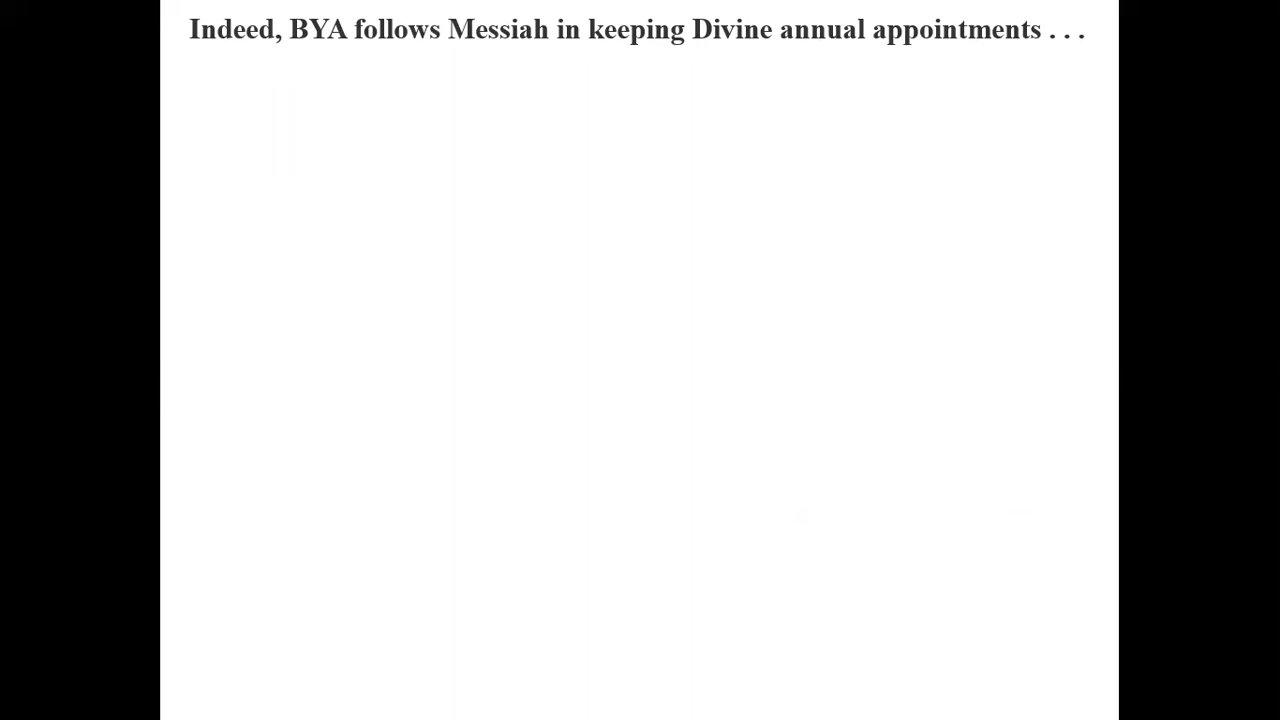 Indeed, BYA follows Messiah in keeping Divine annual appointments . . .